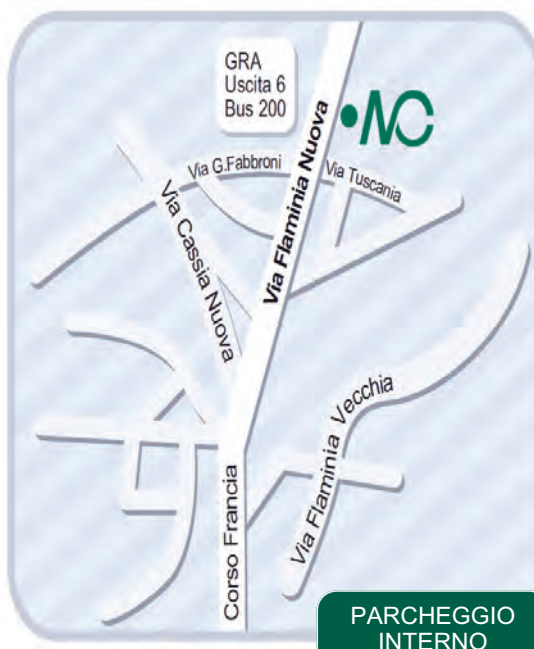 GRA
Uscita 6
Bus 200
NC
Via G.Fabbroni
Via Tuscania
Via Flaminia Nuova
Via Cassia Nuova
Via Flaminia Vecchia
Corso Francia
PARCHEGGIO
INTERNO